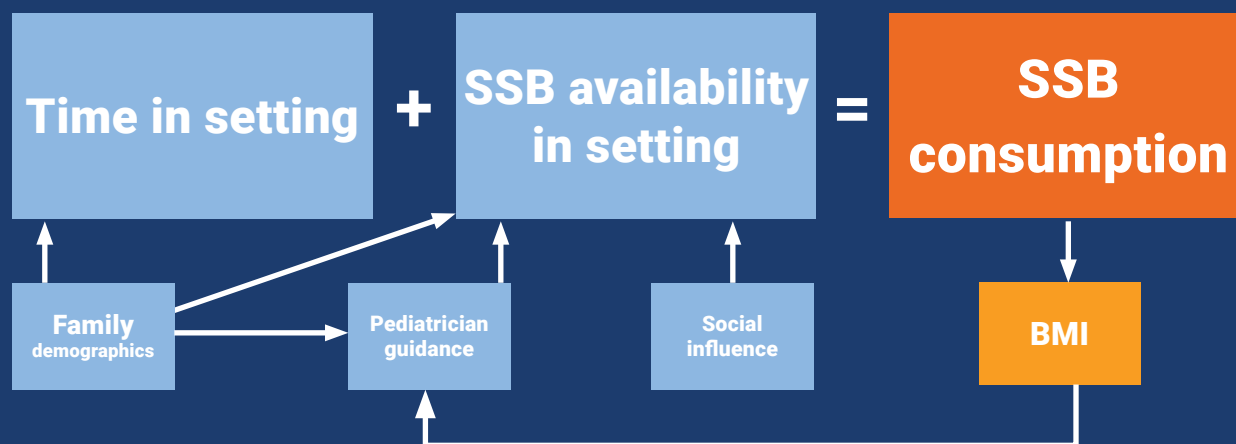 Time in setting
+
SSB availability
in setting
=
SSB
consumption
Family
demographics
Pediatrician
guidance
Social
influence
BMI